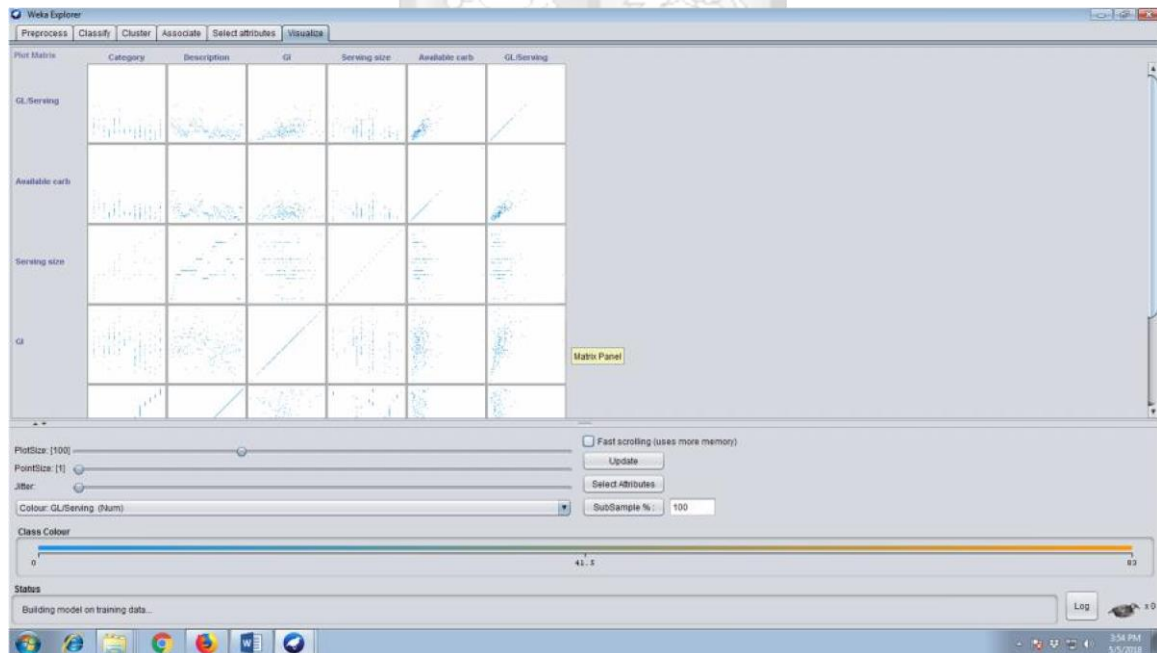 Weka Explorer
Preprocess Classify Cluster Associate Select attributes Visualize
Plot Matrix Category Description GI Serving size Available carb GL/Serving
GL/Serving
Available carb
Serving size
GI
Matrix Panel
PlotSize: [100]
Fast scrolling (uses more memory)
PointSize: [1]
Update
Jitter:
Select Attributes
Colour: GL/Serving (Num)
SubSample % : 100
Class Colour
0 41.5 83
Status
Building model on training data...
Log x 0
3:54 PM
5/5/2018